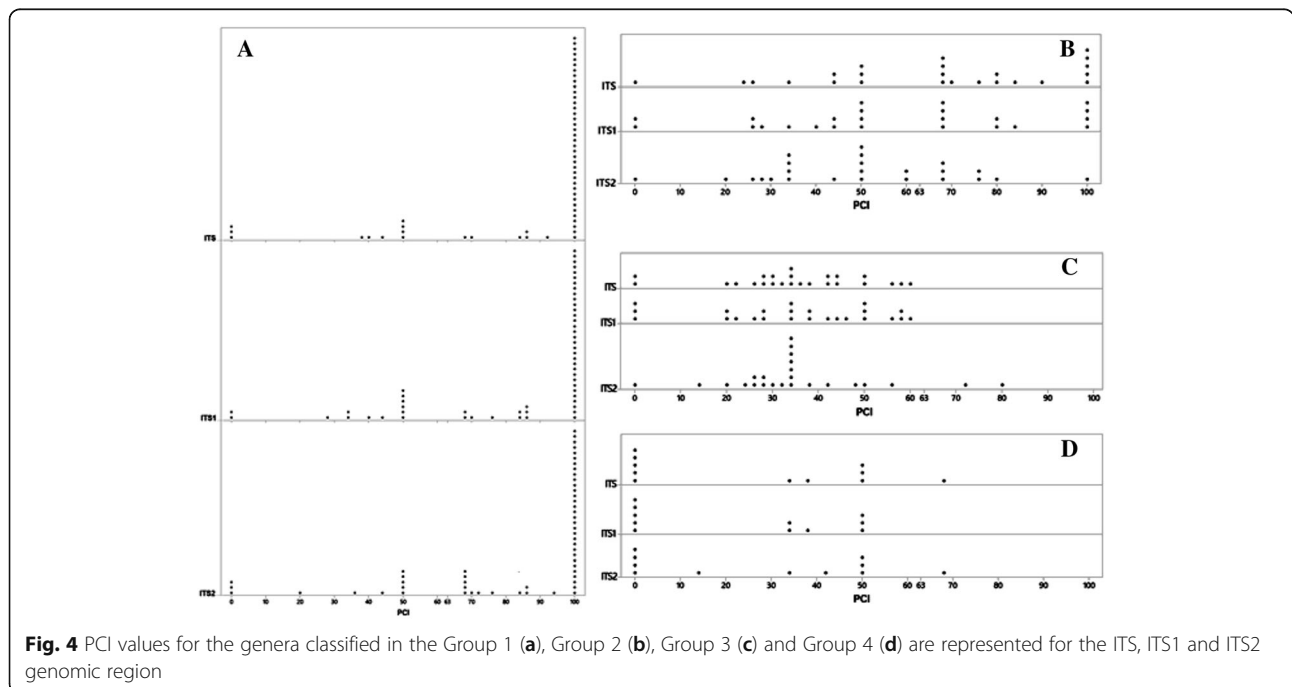 A
ITS
ITS1
ITS2
0 10 20 30 40 50 60 63 70 80 90 100
PCI
B
ITS
ITS1
ITS2
0 10 20 30 40 50 60 63 70 80 90 100
PCI
C
ITS
ITS1
ITS2
0 10 20 30 40 50 60 63 70 80 90 100
PCI
D
ITS
ITS1
ITS2
0 10 20 30 40 50 60 63 70 80 90 100
PCI
Fig. 4 PCI values for the genera classified in the Group 1 (a), Group 2 (b), Group 3 (c) and Group 4 (d) are represented for the ITS, ITS1 and ITS2
genomic region